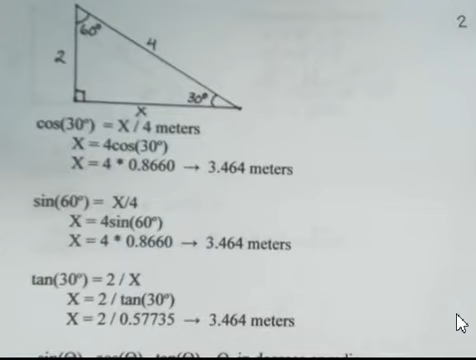 2
60°
2
4
30°
X
cos(30°) = X / 4 meters
X = 4cos(30°)
X = 4 * 0.8660 → 3.464 meters
sin(60°) = X/4
X = 4sin(60°)
X = 4 * 0.8660 → 3.464 meters
tan(30°) = 2 / X
X = 2 / tan(30°)
X = 2 / 0.57735 → 3.464 meters